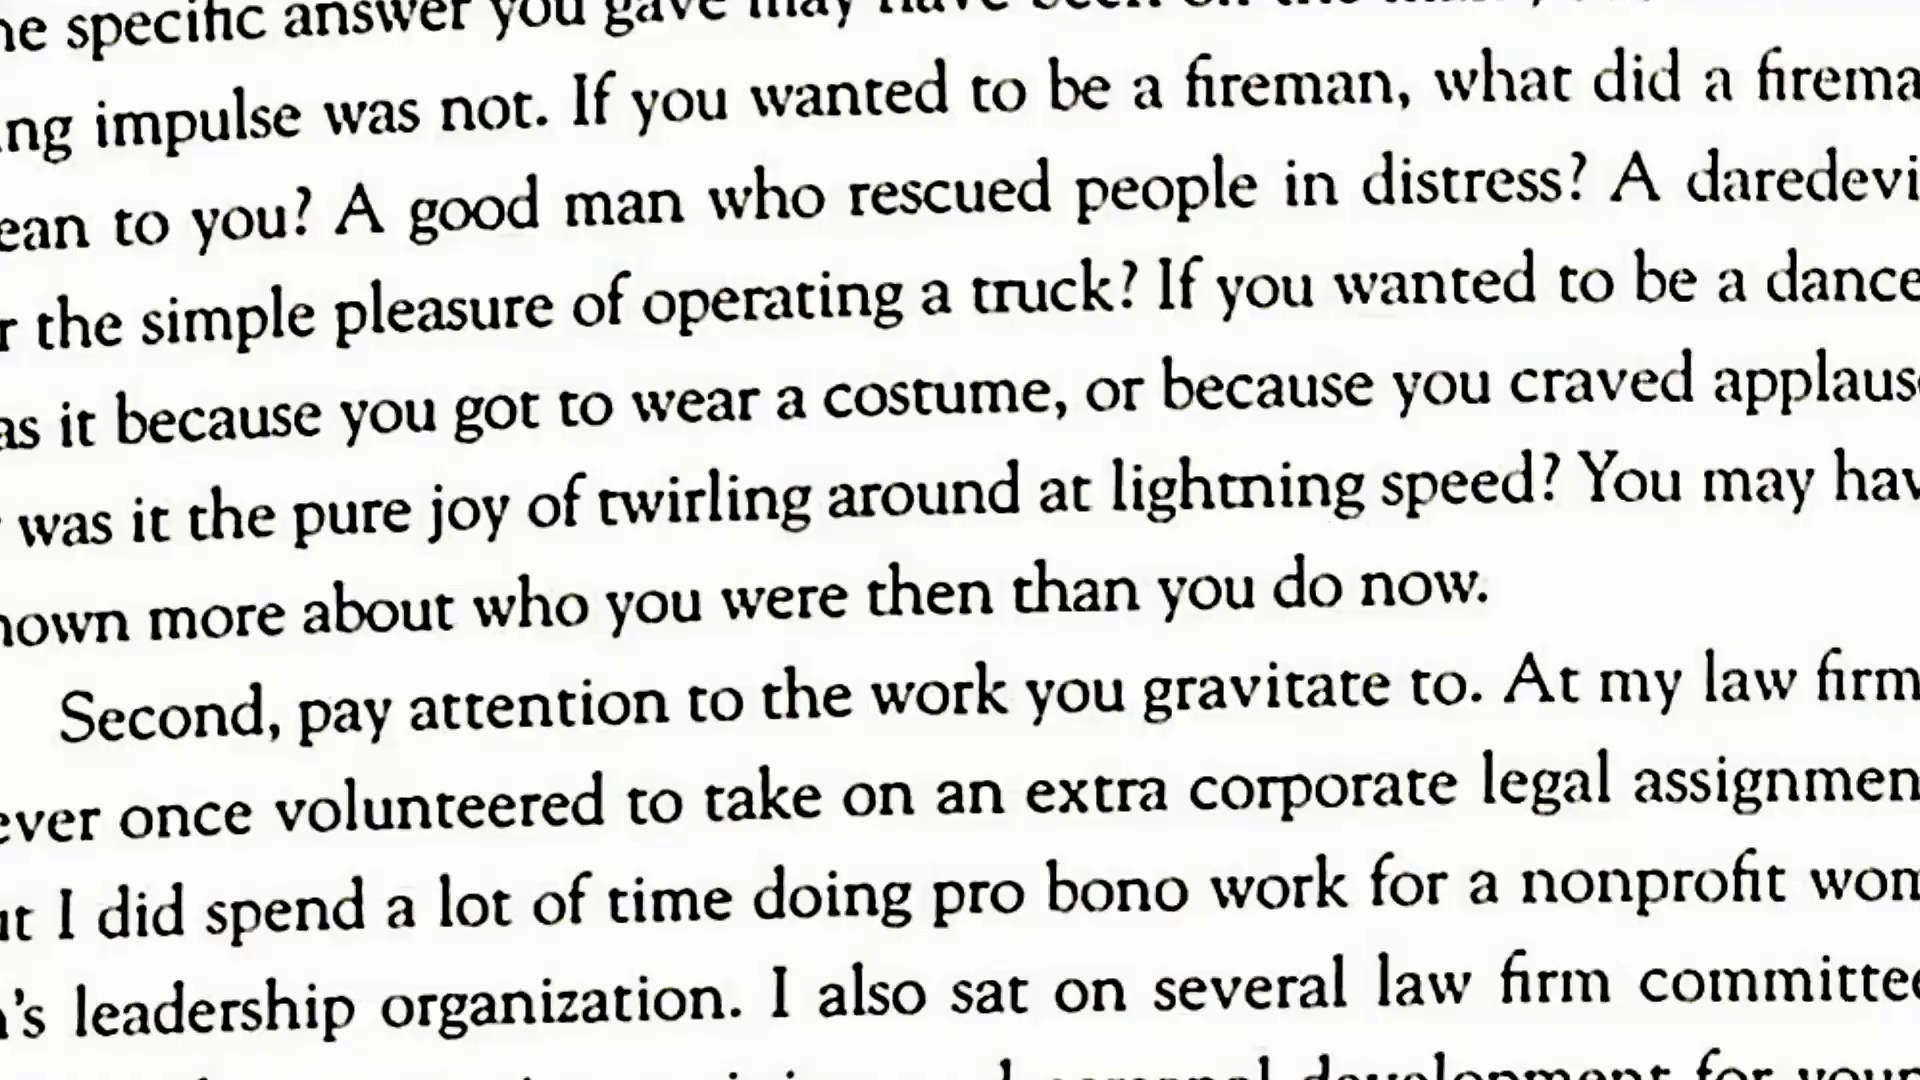 he specific answer you gave may have been on the
ng impulse was not. If you wanted to be a fireman, what did a firema
ean to you? A good man who rescued people in distress? A daredevi
r the simple pleasure of operating a truck? If you wanted to be a dance
as it because you got to wear a costume, or because you craved applaus
was it the pure joy of twirling around at lightning speed? You may hav
nown more about who you were then than you do now.
Second, pay attention to the work you gravitate to. At my law firm
ever once volunteered to take on an extra corporate legal assignmen
ut I did spend a lot of time doing pro bono work for a nonprofit wom
n's leadership organization. I also sat on several law firm committee
personal development for youn